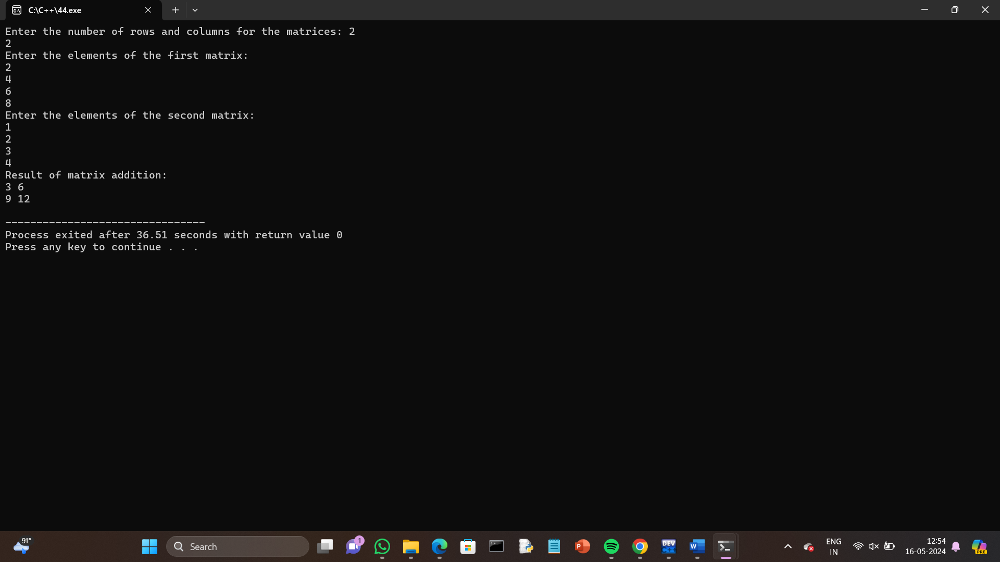 C:\C++\44.exe
Enter the number of rows and columns for the matrices: 2
2
Enter the elements of the first matrix:
2
4
6
8
Enter the elements of the second matrix:
1
2
3
4
Result of matrix addition:
3 6
9 12
--------------------------------
Process exited after 36.51 seconds with return value 0
Press any key to continue . . .
91°
Search
1
DEV
C++
P
W
ENG
IN
12:54
16-05-2024
PRE